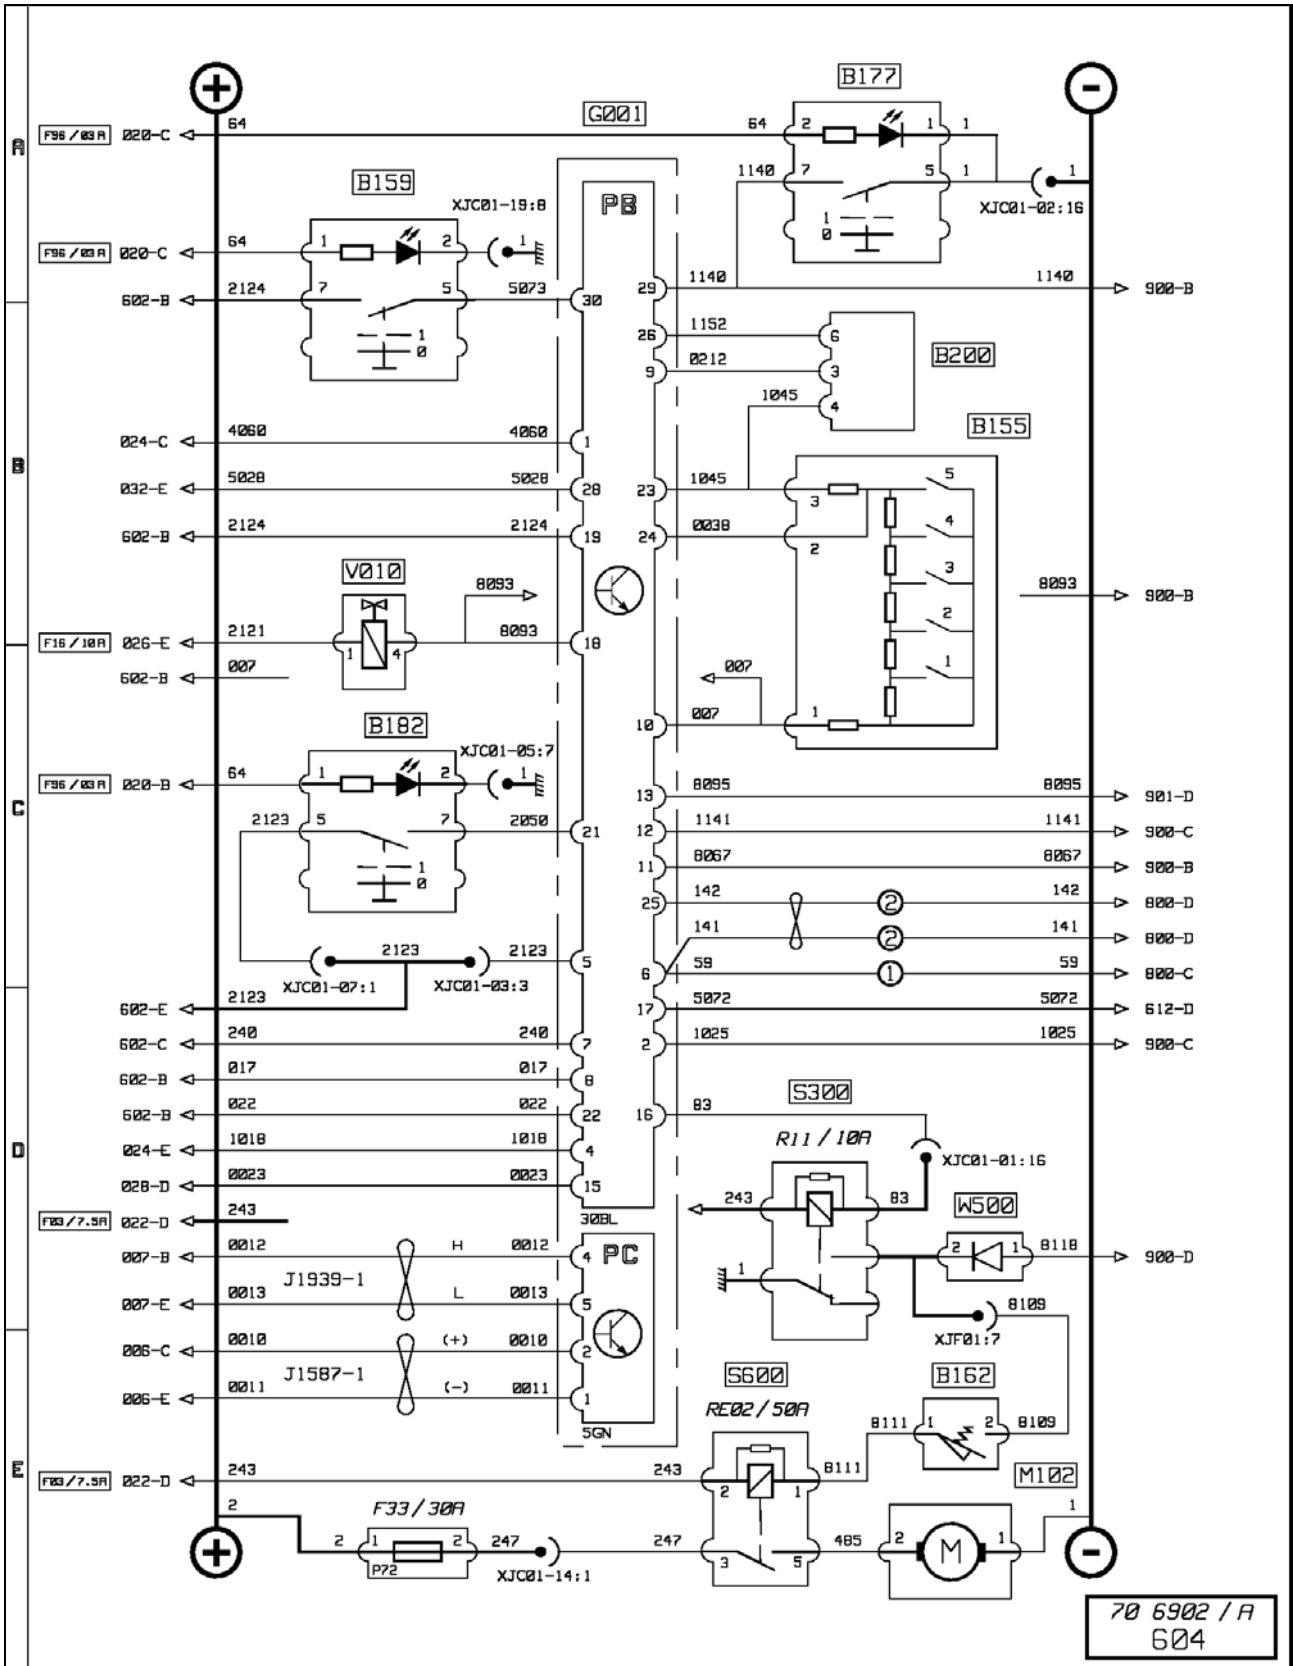 B177
G001
F96/03A 020-C 64 64 2 1 1
A
B159 1140 7 5 1 1
XJC01-19:8 PB XJC01-02:16
1
0
F96/03A 020-C 64 1 2 1
602-B 2124 7 5 5073 30 29 1140 1140 900-B
1
0
26 1152 6
B200
9 0212 3
1045 4
B155
024-C 4060 4060 1
B
032-E 5028 5028 28 23 1045 3 5
602-B 2124 2124 19 24 0038 2 4
V010
8093 3 8093 900-B
2
F16/10A 026-E 2121 1 4 8093 18
602-B 007 007 1
B182 10 007 1
XJC01-05:7
F96/03A 020-B 64 1 2 1
13 8095 8095 901-D
C
2123 5 7 2050 21 12 1141 1141 900-C
1
0
11 8067 8067 900-B
25 142 2 142 800-D
141 2 141 800-D
2123 2123 5 6 59 1 59 800-C
XJC01-07:1 XJC01-03:3
602-E 2123 17 5072 5072 612-D
602-C 240 240 7 2 1025 1025 900-C
602-B 017 017 8
S300
602-B 022 022 22 16 83
R11/10A
D
024-E 1018 1018 4 XJC01-01:16
028-D 0023 0023 15 243 83
30BL W500
F03/7.5A 022-D 243
007-B 0012 H 0012 4 PC 2 1 8118 900-D
J1939-1 1
007-E 0013 L 0013 5 8109
XJF01:7
006-C 0010 (+) 0010 2
J1587-1 S600 B162
006-E 0011 (-) 0011 1 RE02/50A
5GN 8111 1 2 8109
E
F03/7.5A 022-D 243 243 2 1 8111 M102
2 F33/30A 1
2 1 2 247 247 3 5 485 2 M 1
P72
XJC01-14:1
70 6902 / A
604